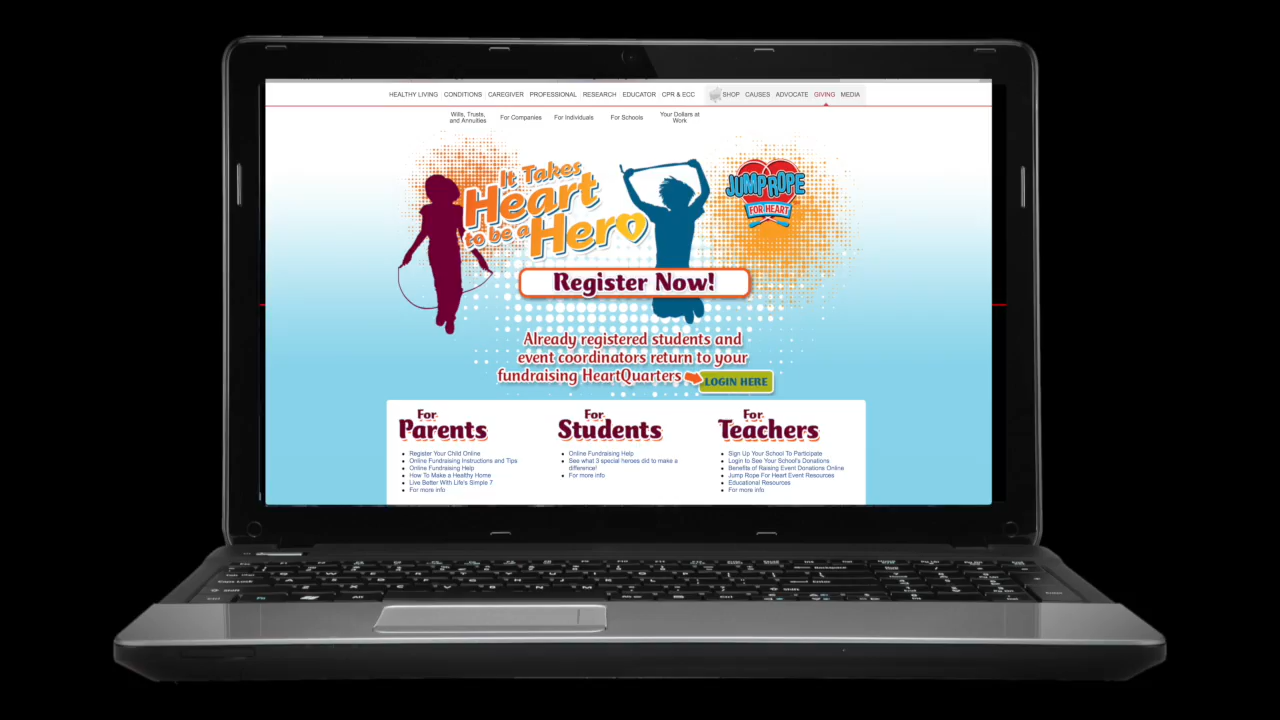 HEALTHY LIVING CONDITIONS CAREGIVER PROFESSIONAL RESEARCH EDUCATOR CPR & ECC SHOP CAUSES ADVOCATE GIVING MEDIA
Wills, Trusts,
and Annuities
For Companies
For Individuals
For Schools
Your Dollars at
Work
It Takes
Heart
to be a
Hero
JUMP ROPE
FOR HEART
Register Now!
Already registered students and
event coordinators return to your
fundraising HeartQuarters
LOGIN HERE
For
Parents
Register Your Child Online
Online Fundraising Instructions and Tips
Online Fundraising Help
How To Make a Healthy Home
Live Better With Life's Simple 7
For more info
For
Students
Online Fundraising Help
See what 3 special heroes did to make a
difference!
For more info
For
Teachers
Sign Up Your School To Participate
Login to See Your School's Donations
Benefits of Raising Event Donations Online
Jump Rope For Heart Event Resources
Educational Resources
For more info